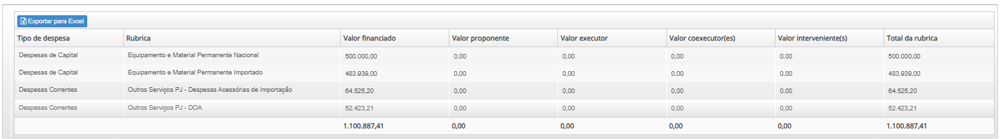 Exportar para Excel
Tipo de despesa Rubrica Valor financiado Valor proponente Valor executor Valor coexecutor(es) Valor interveniente(s) Total da rubrica
Despesas de Capital Equipamento e Material Permanente Nacional 500.000,00 0,00 0,00 0,00 0,00 500.000,00
Despesas de Capital Equipamento e Material Permanente Importado 483.939,00 0,00 0,00 0,00 0,00 483.939,00
Despesas Correntes Outros Serviços PJ - Despesas Acessórias de Importação 64.525,20 0,00 0,00 0,00 0,00 64.525,20
Despesas Correntes Outros Serviços PJ - DOA 52.423,21 0,00 0,00 0,00 0,00 52.423,21
1.100.887,41 0,00 0,00 0,00 0,00 1.100.887,41